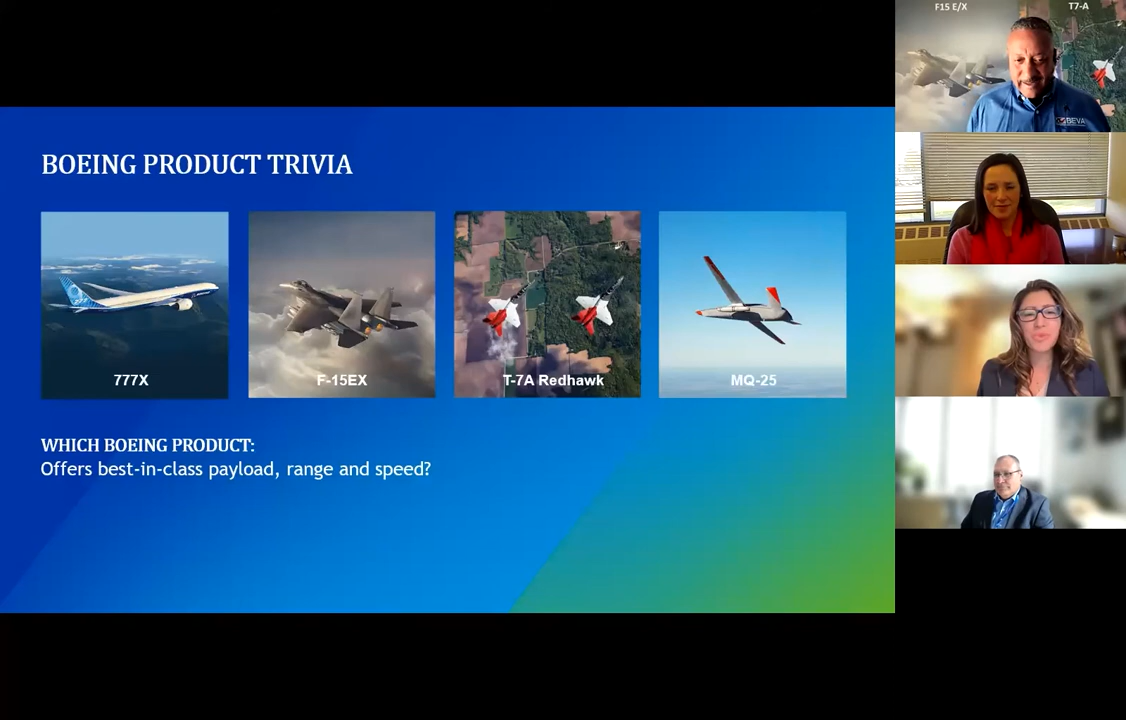 F15 E/X
T7-A
BEVA
BOEING PRODUCT TRIVIA
777X
F-15EX
T-7A Redhawk
MQ-25
WHICH BOEING PRODUCT:
Offers best-in-class payload, range and speed?